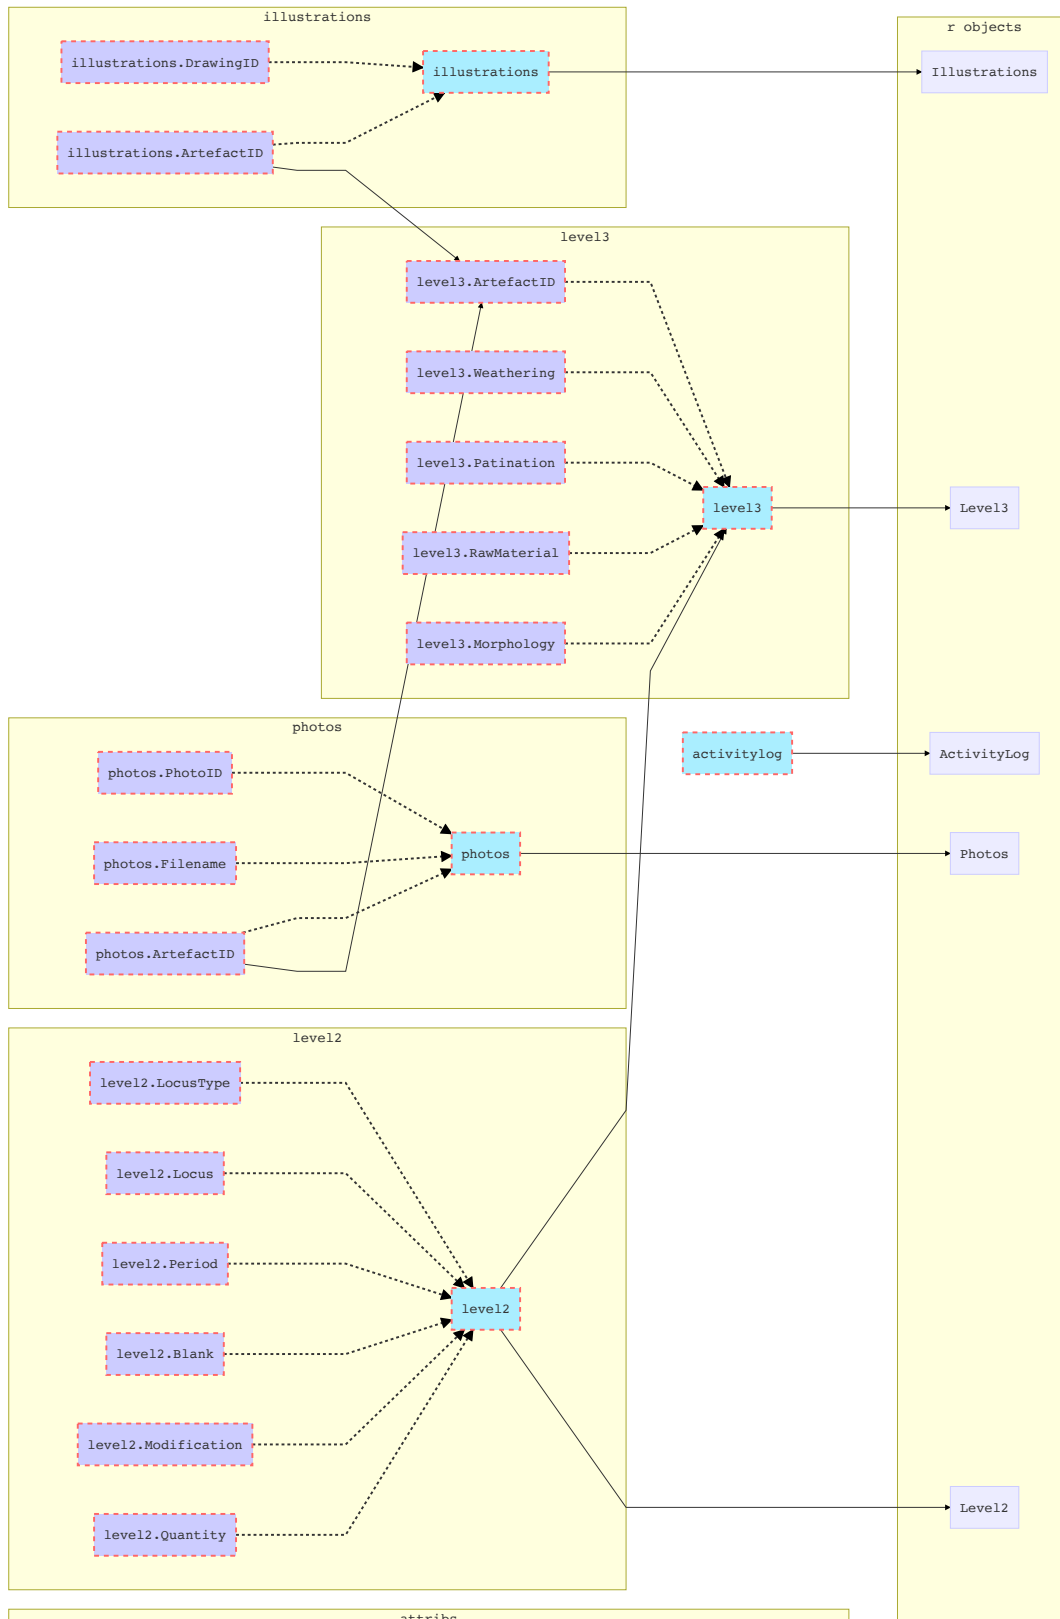 illustrations
r objects
illustrations.DrawingID
illustrations
Illustrations
illustrations.ArtefactID
level3
level3.ArtefactID
level3.Weathering
level3.Patination
level3
Level3
level3.RawMaterial
level3.Morphology
photos
activitylog
ActivityLog
photos.PhotoID
photos
Photos
photos.Filename
photos.ArtefactID
level2
level2.LocusType
level2.Locus
level2.Period
level2
level2.Blank
level2.Modification
Level2
level2.Quantity
attribs